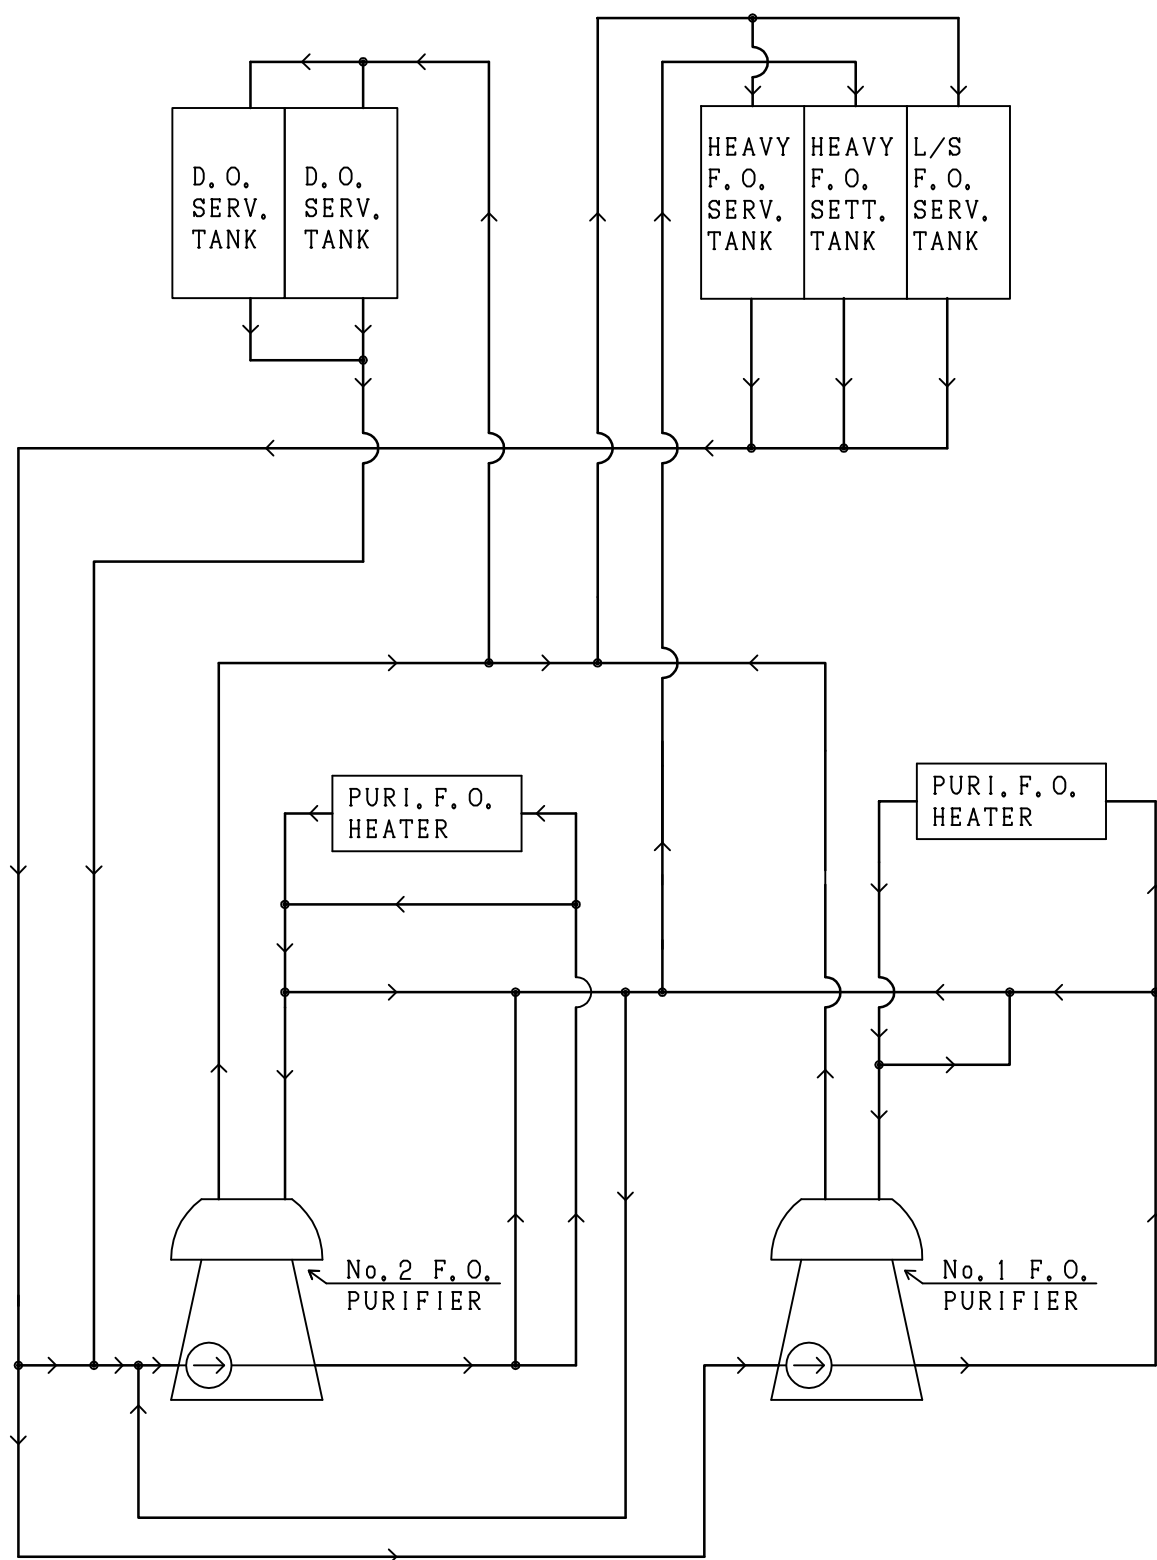 D.O.
SERV.
TANK
D.O.
SERV.
TANK
HEAVY
F.O.
SERV.
TANK
HEAVY
F.O.
SETT.
TANK
L/S
F.O.
SERV.
TANK
PURI.F.O.
HEATER
PURI.F.O.
HEATER
No.2 F.O.
PURIFIER
No.1 F.O.
PURIFIER